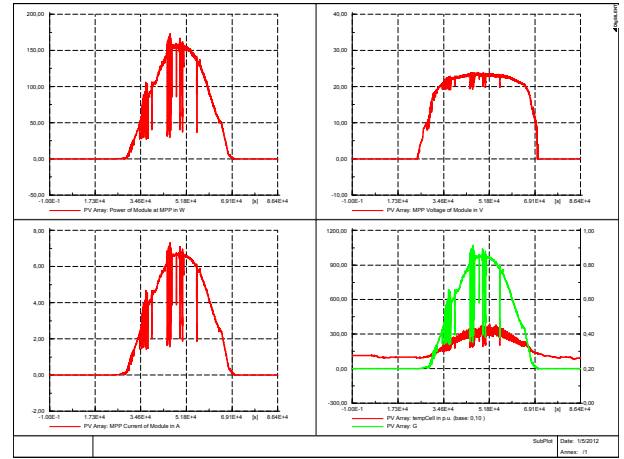 200,00
150,00
100,00
50,00
0,00
-50,00
-1.00E-1 1.73E+4 3.46E+4 5.18E+4 6.91E+4 [s] 8.64E+4
PV Array: Power of Module at MPP in W
40,00
30,00
20,00
10,00
0,00
-10,00
-1.00E-1 1.73E+4 3.46E+4 5.18E+4 6.91E+4 [s] 8.64E+4
PV Array: MPP Voltage of Module in V
DIgSILENT
8,00
6,00
4,00
2,00
0,00
-2,00
-1.00E-1 1.73E+4 3.46E+4 5.18E+4 6.91E+4 [s] 8.64E+4
PV Array: MPP Current of Module in A
1200,00
900,00
600,00
300,00
0,00
-300,00
1,00
0,80
0,60
0,40
0,20
0,00
-1.00E-1 1.73E+4 3.46E+4 5.18E+4 6.91E+4 [s] 8.64E+4
PV Array: tempCell in p.u. (base: 0,10 )
PV Array: G
SubPlot
Date: 1/5/2012
Annex: /1